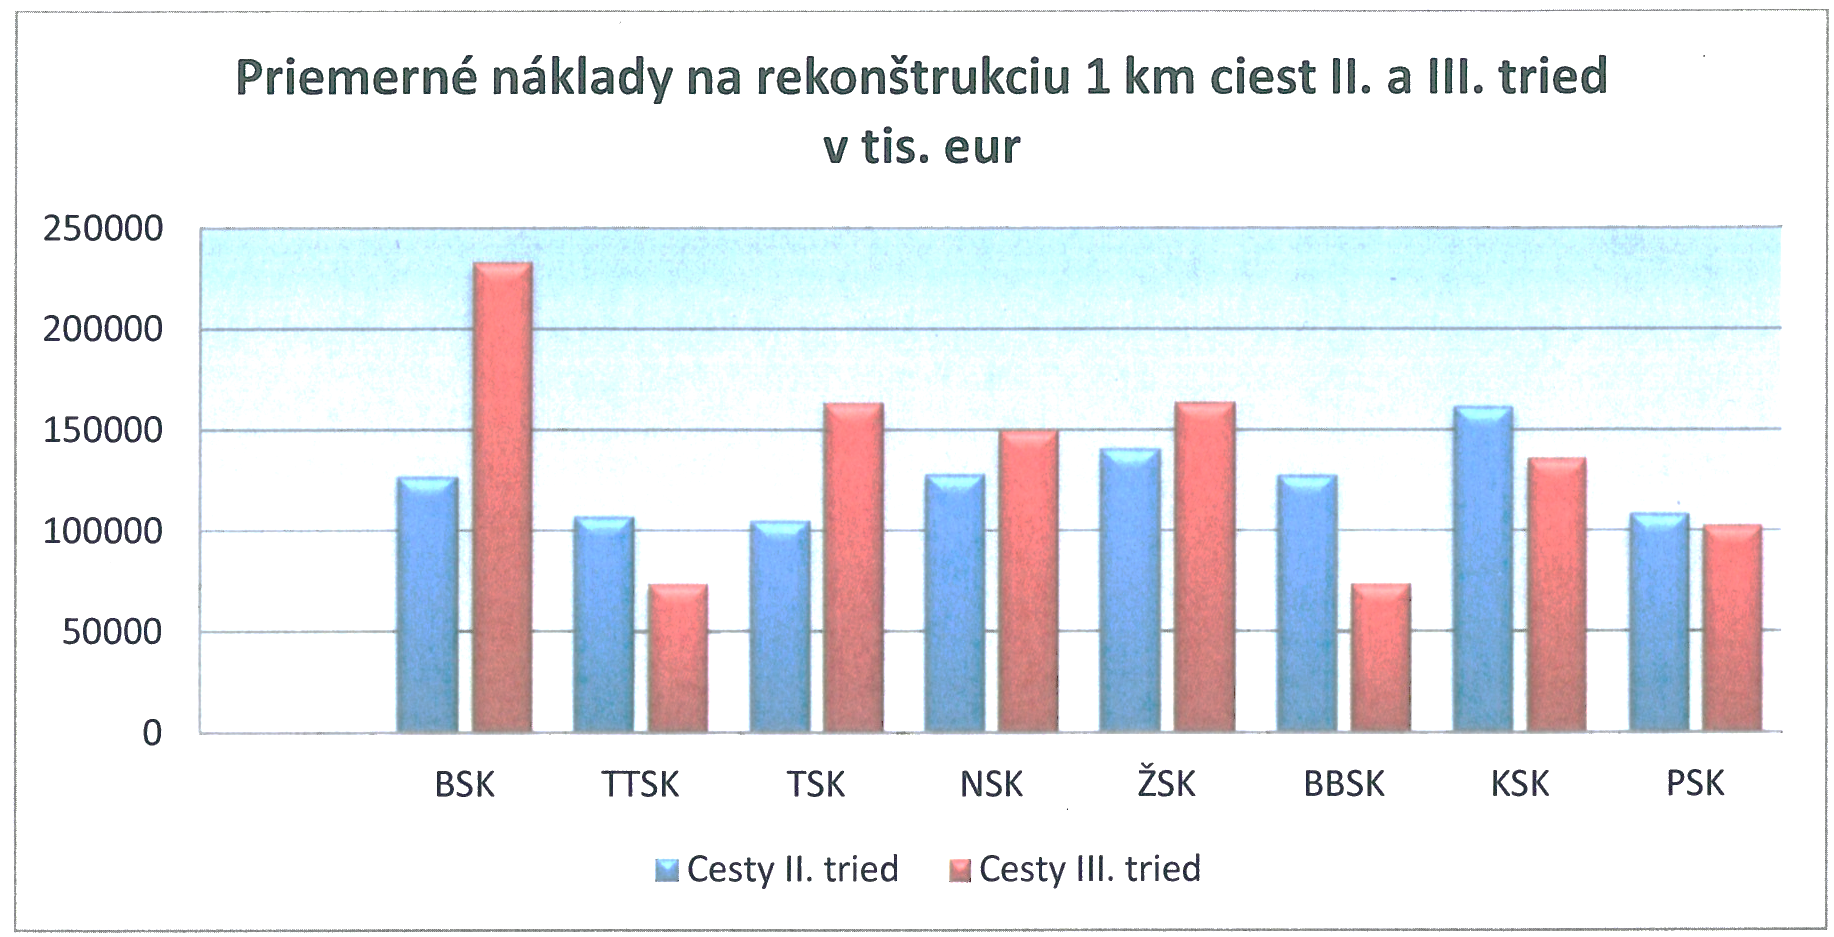 Priemerné náklady na rekonštrukciu 1 km ciest II. a III. tried
v tis. eur
250000
200000
150000
100000
50000
0
BSK TTSK TSK NSK ŽSK BBSK KSK PSK
Cesty II. tried Cesty III. tried